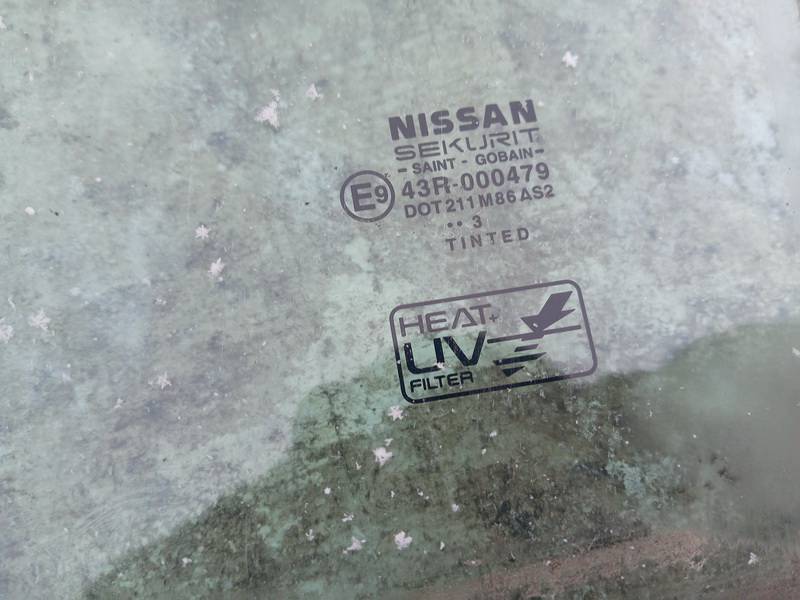 NISSAN
SEKURIT
- SAINT - GOBAIN -
E9 43R-000479
DOT 211 M86 AS2
•• 3
TINTED
HEAT+
UV
FILTER